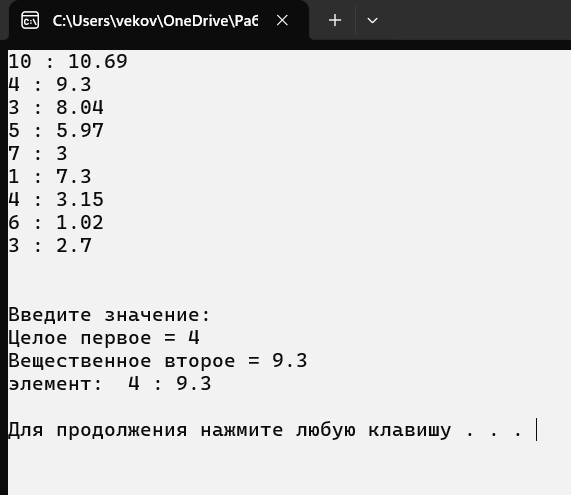 C:\Users\vekov\OneDrive\Раб
10 : 10.69
4 : 9.3
3 : 8.04
5 : 5.97
7 : 3
1 : 7.3
4 : 3.15
6 : 1.02
3 : 2.7
Введите значение:
Целое первое = 4
Вещественное второе = 9.3
элемент:  4 : 9.3
Для продолжения нажмите любую клавишу . . .